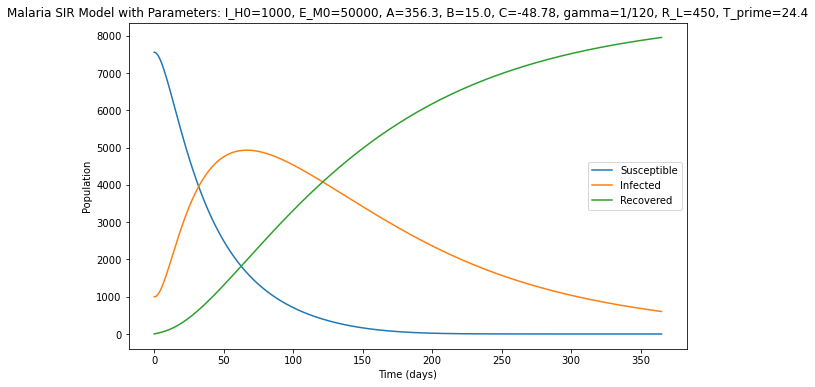 Malaria SIR Model with Parameters: I_H0=1000, E_M0=50000, A=356.3, B=15.0, C=-48.78, gamma=1/120, R_L=450, T_prime=24.4
8000
7000
6000
5000
4000
3000
2000
1000
0
Population
Susceptible
Infected
Recovered
0 50 100 150 200 250 300 350
Time (days)